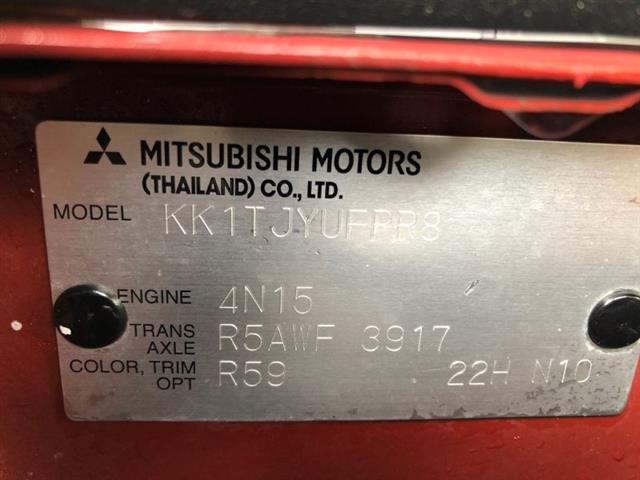 MITSUBISHI MOTORS
(THAILAND) CO., LTD.
MODEL KK1TJYUFPR8
ENGINE 4N15
TRANS AXLE R5AWF 3917
COLOR, TRIM OPT R59 22H N10